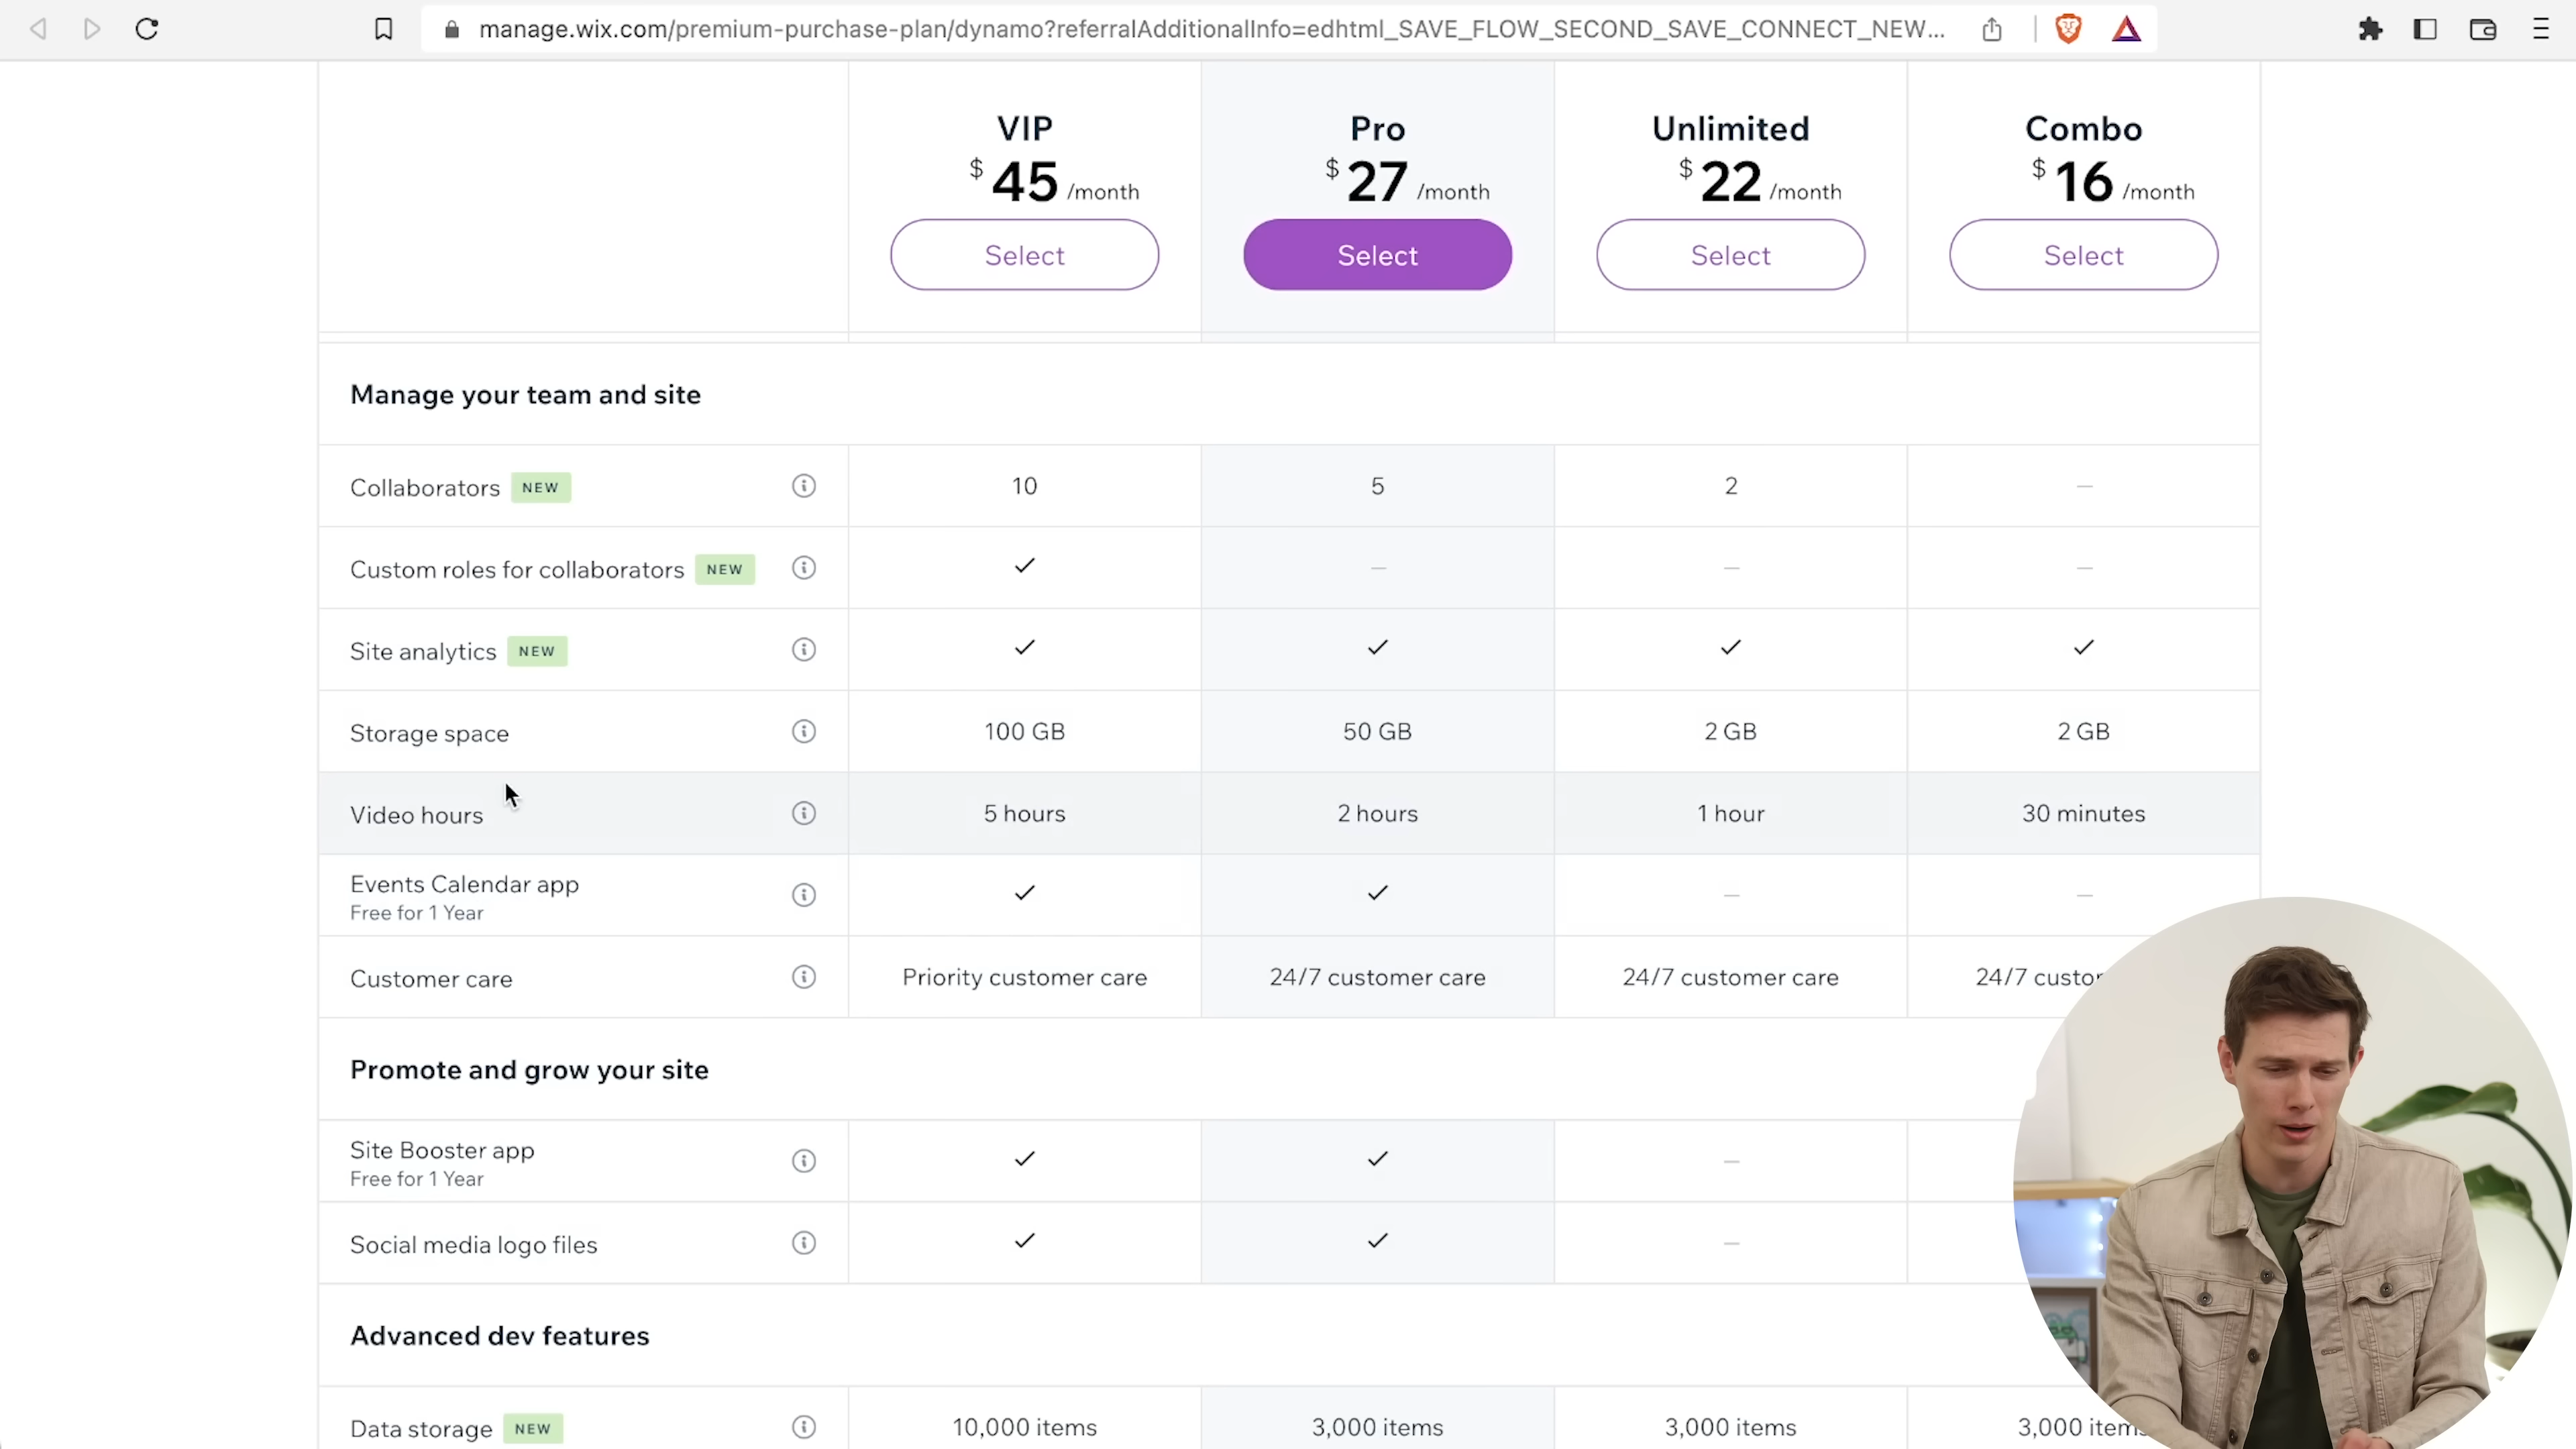 manage.wix.com/premium-purchase-plan/dynamo?referralAdditionalInfo=edhtml_SAVE_FLOW_SECOND_SAVE_CONNECT_NEW...
VIP Pro Unlimited Combo
$ 45 /month $ 27 /month $ 22 /month $ 16 /month
Select Select Select Select
Manage your team and site
Collaborators NEW 10 5 2 –
Custom roles for collaborators NEW ✓ – – –
Site analytics NEW ✓ ✓ ✓ ✓
Storage space 100 GB 50 GB 2 GB 2 GB
Video hours 5 hours 2 hours 1 hour 30 minutes
Events Calendar app ✓ ✓ – –
Free for 1 Year
Customer care Priority customer care 24/7 customer care 24/7 customer care 24/7
Promote and grow your site
Site Booster app ✓ ✓ –
Free for 1 Year
Social media logo files ✓ ✓ –
Advanced dev features
Data storage NEW 10,000 items 3,000 items 3,000 items 3,000